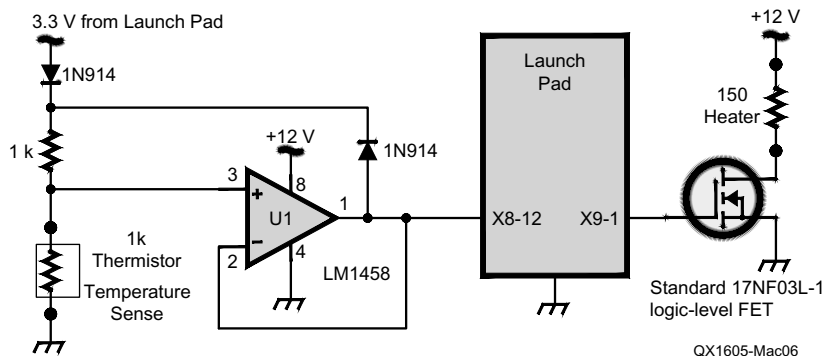 3.3 V from Launch Pad
1N914
1 k
1k
Thermistor
Temperature
Sense
+12 V
3
+
8
U1
1
–
2
4
LM1458
1N914
Launch
Pad
X8-12
X9-1
+12 V
150
Heater
Standard 17NF03L-1
logic-level FET
QX1605-Mac06